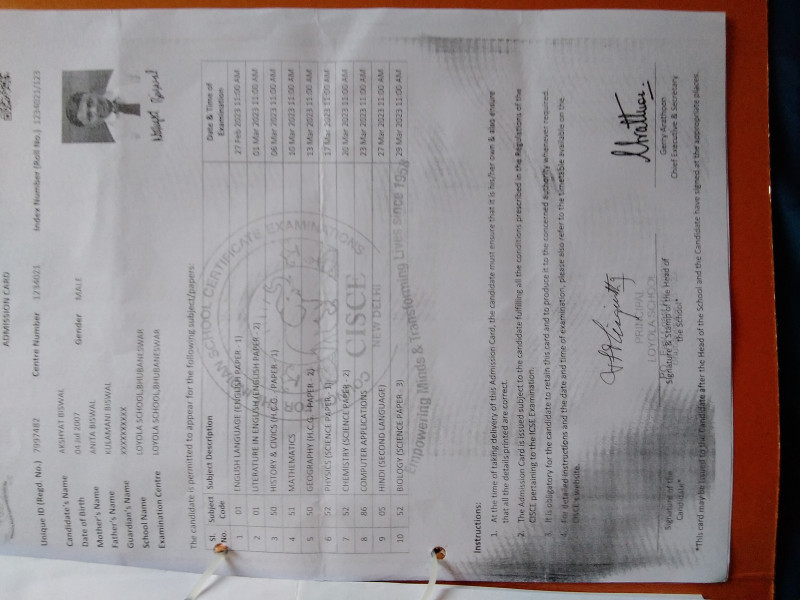 ADMISSION CARD
Unique ID (Regd. No.) 7997482 Centre Number 1234021 Index Number (Roll No.) 1234021/123
Candidate's Name AKSHYAT BISWAL
Date of Birth 04 Jul 2007 Gender MALE
Mother's Name ANITA BISWAL
Father's Name KULAMANI BISWAL
Guardian's Name XXXXXXXXXX
School Name LOYOLA SCHOOL,BHUBANESWAR
Examination Centre LOYOLA SCHOOL,BHUBANESWAR
The candidate is permitted to appear for the following subject/papers:
Sl. No. Subject Code Subject Description Date & Time of Examination
1 01 ENGLISH LANGUAGE (ENGLISH PAPER - 1) 27 Feb 2023 11:00 AM
2 01 LITERATURE IN ENGLISH (ENGLISH PAPER - 2) 01 Mar 2023 11:00 AM
3 50 HISTORY & CIVICS (H.C.G. PAPER - 1) 06 Mar 2023 11:00 AM
4 51 MATHEMATICS 10 Mar 2023 11:00 AM
5 50 GEOGRAPHY (H.C.G. PAPER - 2) 13 Mar 2023 11:00 AM
6 52 PHYSICS (SCIENCE PAPER - 1) 17 Mar 2023 11:00 AM
7 52 CHEMISTRY (SCIENCE PAPER - 2) 20 Mar 2023 11:00 AM
8 86 COMPUTER APPLICATIONS 23 Mar 2023 11:00 AM
9 05 HINDI (SECOND LANGUAGE) 27 Mar 2023 11:00 AM
10 52 BIOLOGY (SCIENCE PAPER - 3) 29 Mar 2023 11:00 AM
SCHOOL CERTIFICATE EXAMINATIONS
CISCE
NEW DELHI
Empowering Minds & Transforming Lives since 1958
Instructions:
1. At the time of taking delivery of this Admission Card, the candidate must ensure that it is his/her own & also ensure
that all the details printed are correct.
2. The Admission Card is issued subject to the candidate fulfilling all the conditions prescribed in the Regulations of the
CISCE pertaining to the ICSE Examination.
3. It is obligatory for the candidate to retain this card and to produce it to the concerned authority whenever required.
4. For detailed instructions and the date and time of examination, please also refer to the timetable available on the
CISCE's website.
PRINCIPAL
LOYOLA SCHOOL
Signature of the Candidate*
Signature & Stamp of the Head of the School*
Gerry Arathoon
Chief Executive & Secretary
*This card may be issued to the Candidate after the Head of the School and the Candidate have signed at the appropriate places.